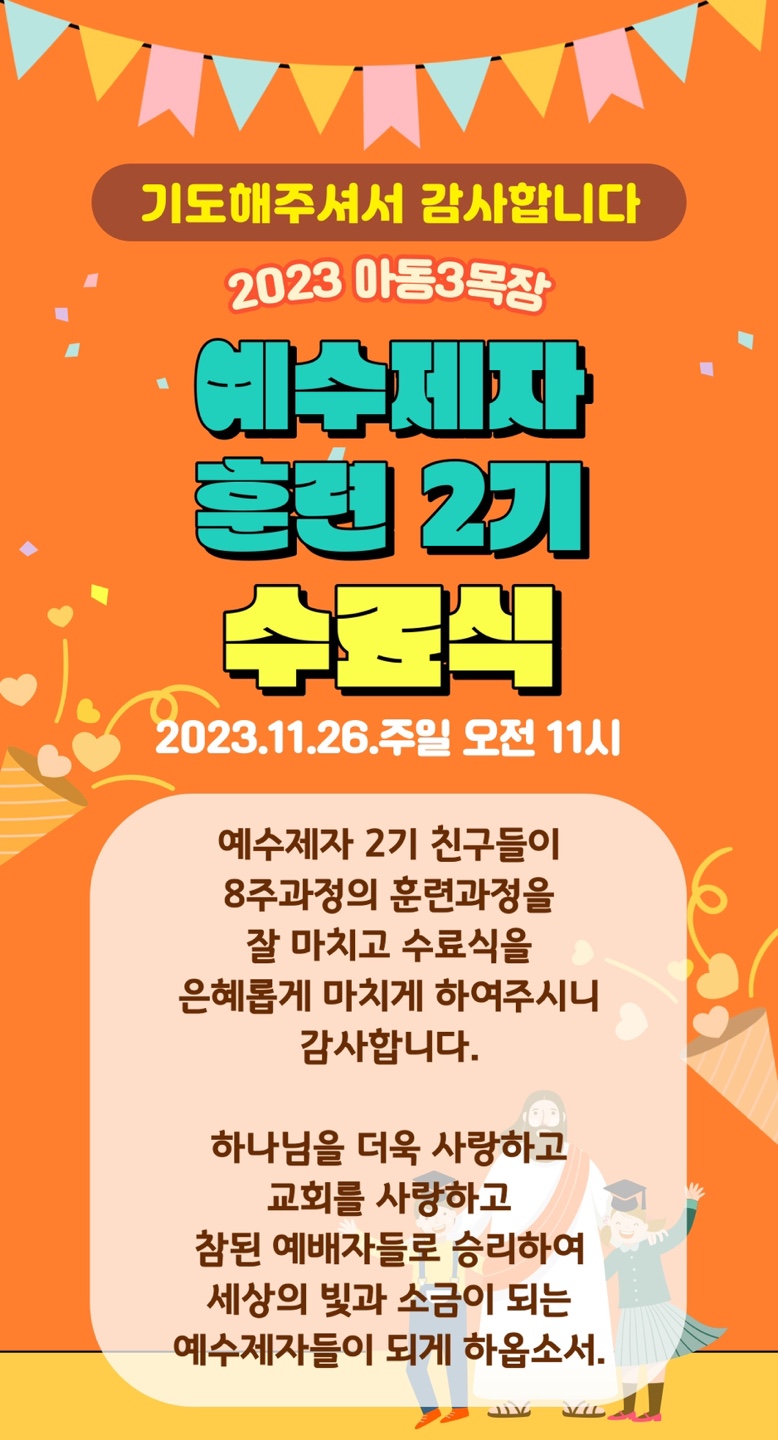 기도해주셔서 감사합니다
2023 아동3목장
예수제자
훈련 2기
수료식
2023.11.26.주일 오전 11시
예수제자 2기 친구들이
8주과정의 훈련과정을
잘 마치고 수료식을
은혜롭게 마치게 하여주시니
감사합니다.
하나님을 더욱 사랑하고
교회를 사랑하고
참된 예배자들로 승리하여
세상의 빛과 소금이 되는
예수제자들이 되게 하옵소서.